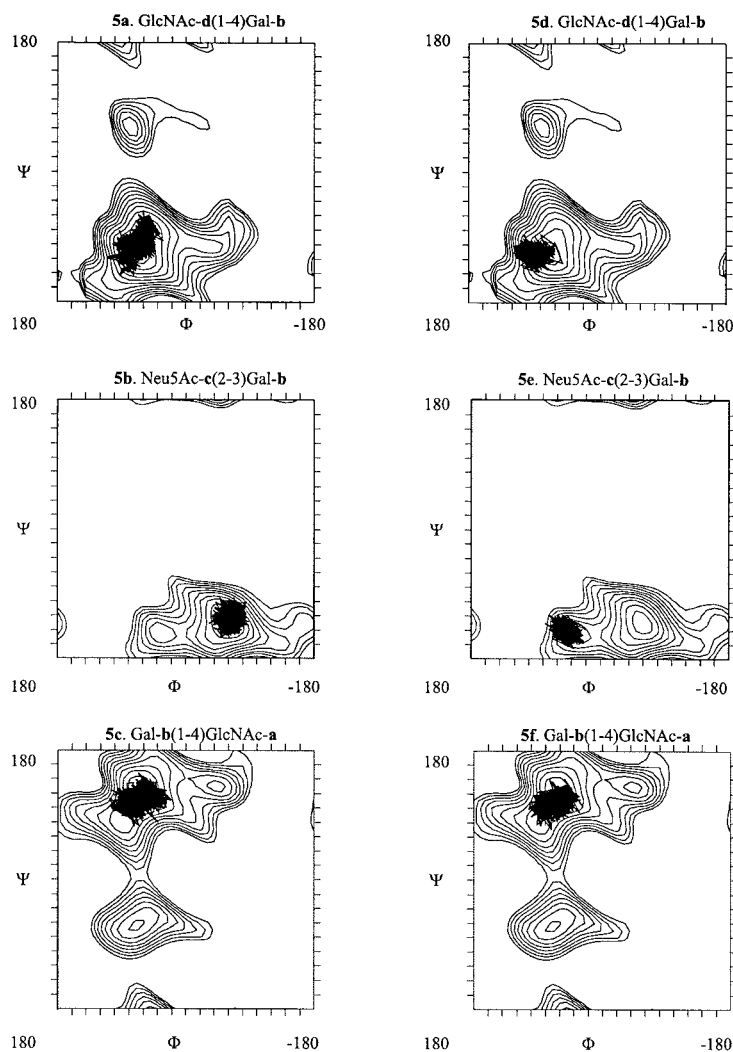 5a. GlcNAc-d(1-4)Gal-b
180
Ψ
180 Φ -180
5d. GlcNAc-d(1-4)Gal-b
180
Ψ
180 Φ -180
5b. Neu5Ac-c(2-3)Gal-b
180
Ψ
180 Φ -180
5e. Neu5Ac-c(2-3)Gal-b
180
Ψ
180 Φ -180
5c. Gal-b(1-4)GlcNAc-a
180
Ψ
180 Φ -180
5f. Gal-b(1-4)GlcNAc-a
180
Ψ
180 Φ -180